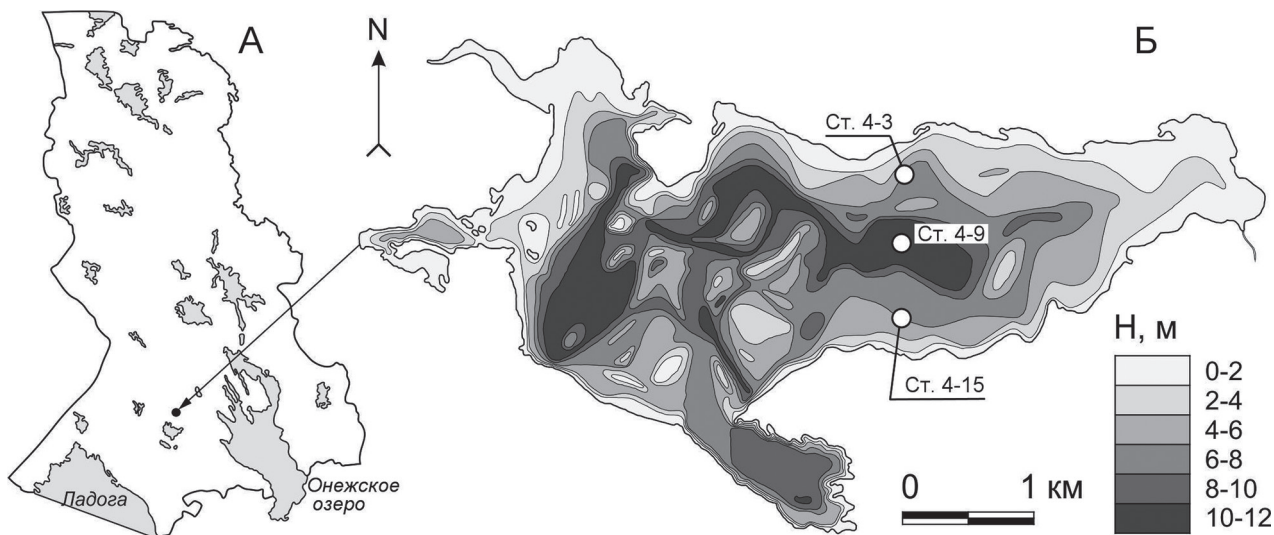 А
N
Б
Ст. 4-3
Ст. 4-9
Ст. 4-15
Ладога
Онежское
озеро
0 1 км
Н, м
0-2
2-4
4-6
6-8
8-10
10-12